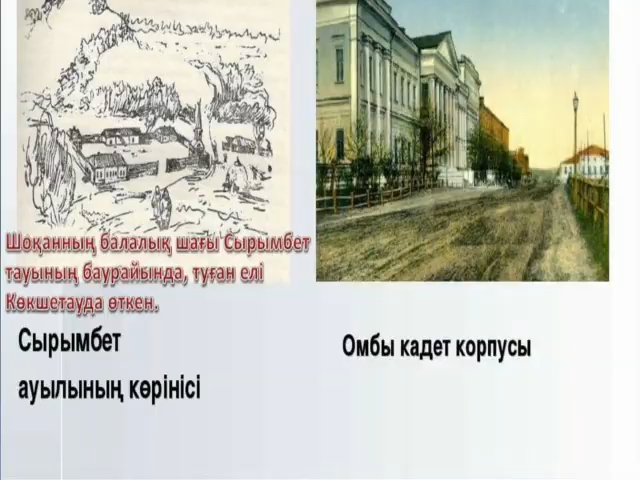 Шоқанның балалық шағы Сырымбет
тауының баурайында, туған елі
Көкшетауда өткен.
Сырымбет
ауылының көрінісі
Омбы кадет корпусы